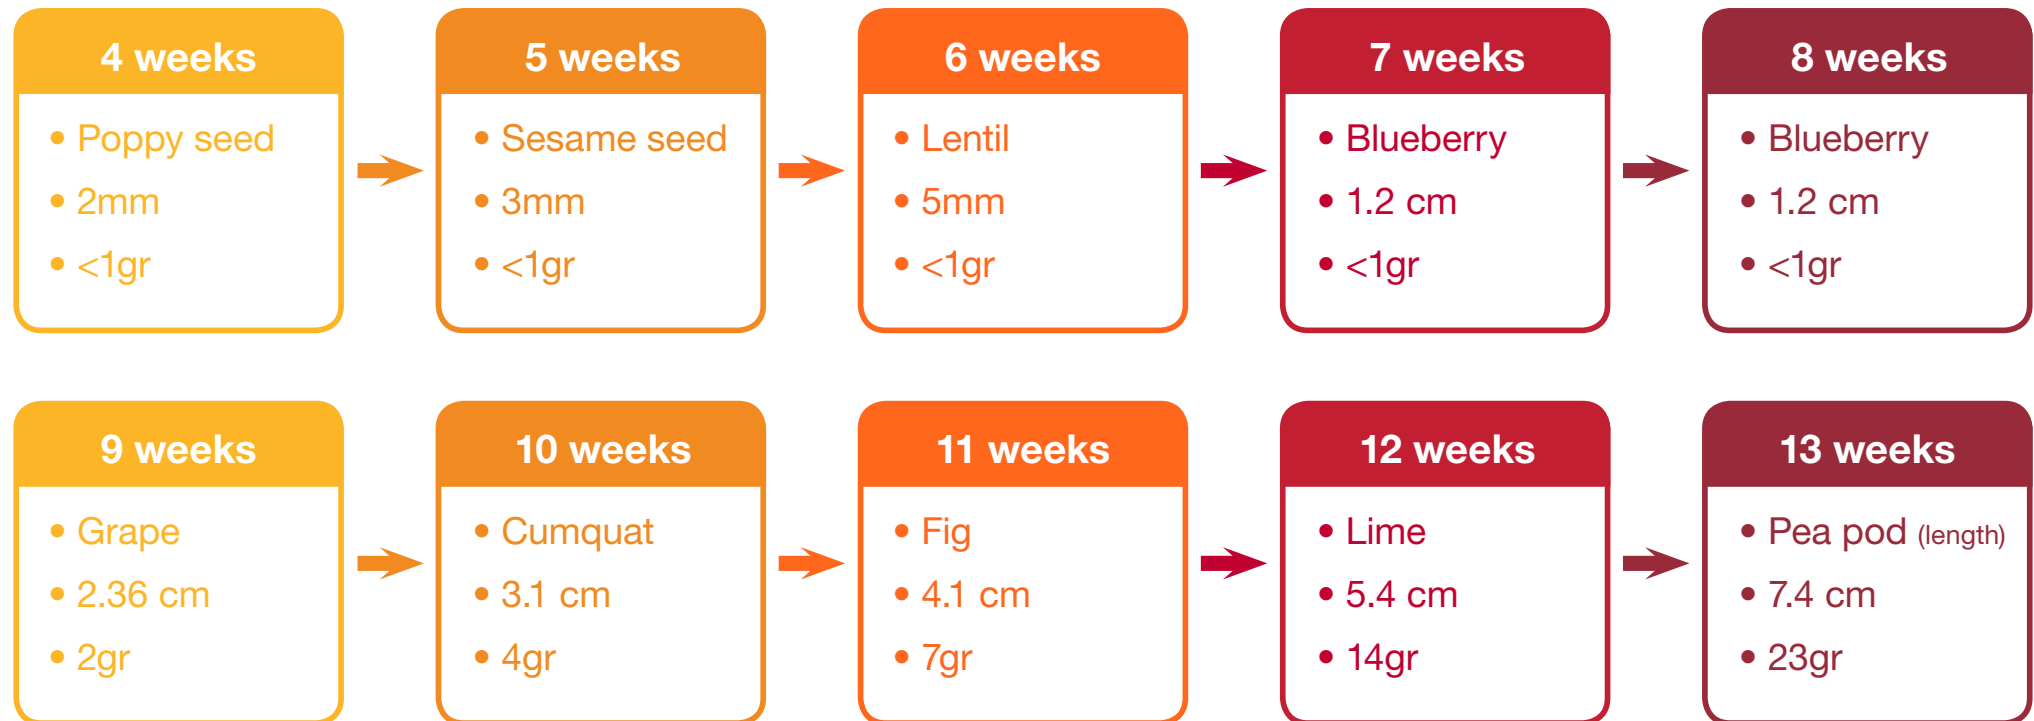 4 weeks
• Poppy seed
• 2mm
• <1gr
5 weeks
• Sesame seed
• 3mm
• <1gr
6 weeks
• Lentil
• 5mm
• <1gr
7 weeks
• Blueberry
• 1.2 cm
• <1gr
8 weeks
• Blueberry
• 1.2 cm
• <1gr
9 weeks
• Grape
• 2.36 cm
• 2gr
10 weeks
• Cumquat
• 3.1 cm
• 4gr
11 weeks
• Fig
• 4.1 cm
• 7gr
12 weeks
• Lime
• 5.4 cm
• 14gr
13 weeks
• Pea pod (length)
• 7.4 cm
• 23gr